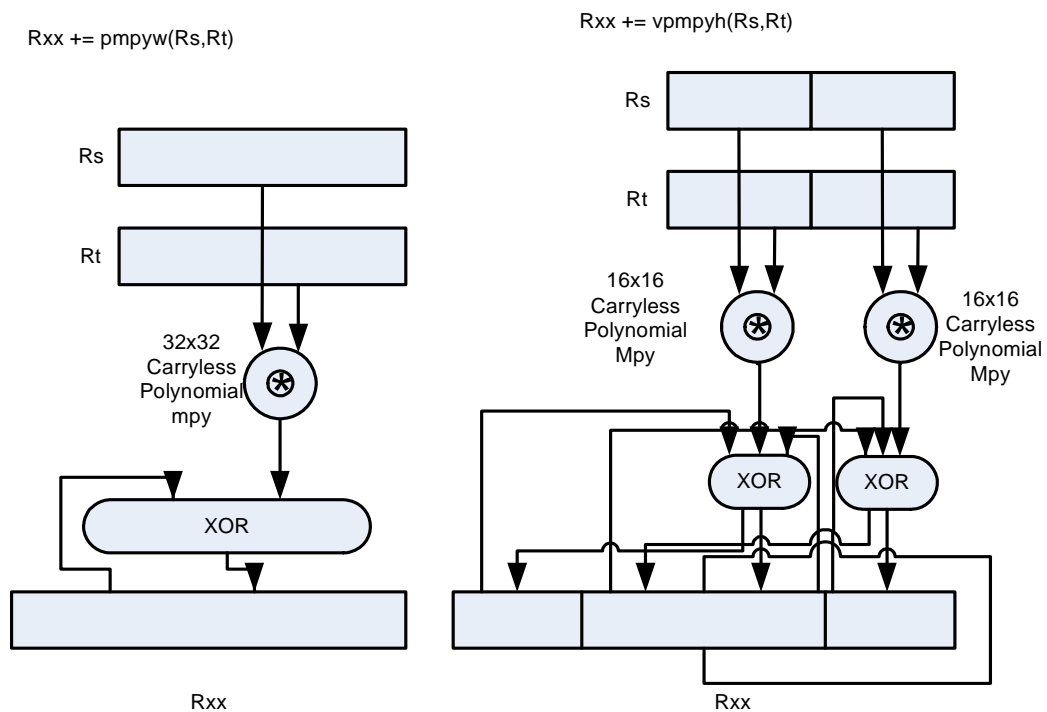 Rxx += pmpyw(Rs,Rt)
Rs
Rt
32x32
Carryless
Polynomial
mpy
XOR
Rxx
Rxx += vpmpyh(Rs,Rt)
Rs
Rt
16x16
Carryless
Polynomial
Mpy
16x16
Carryless
Polynomial
Mpy
XOR
XOR
Rxx